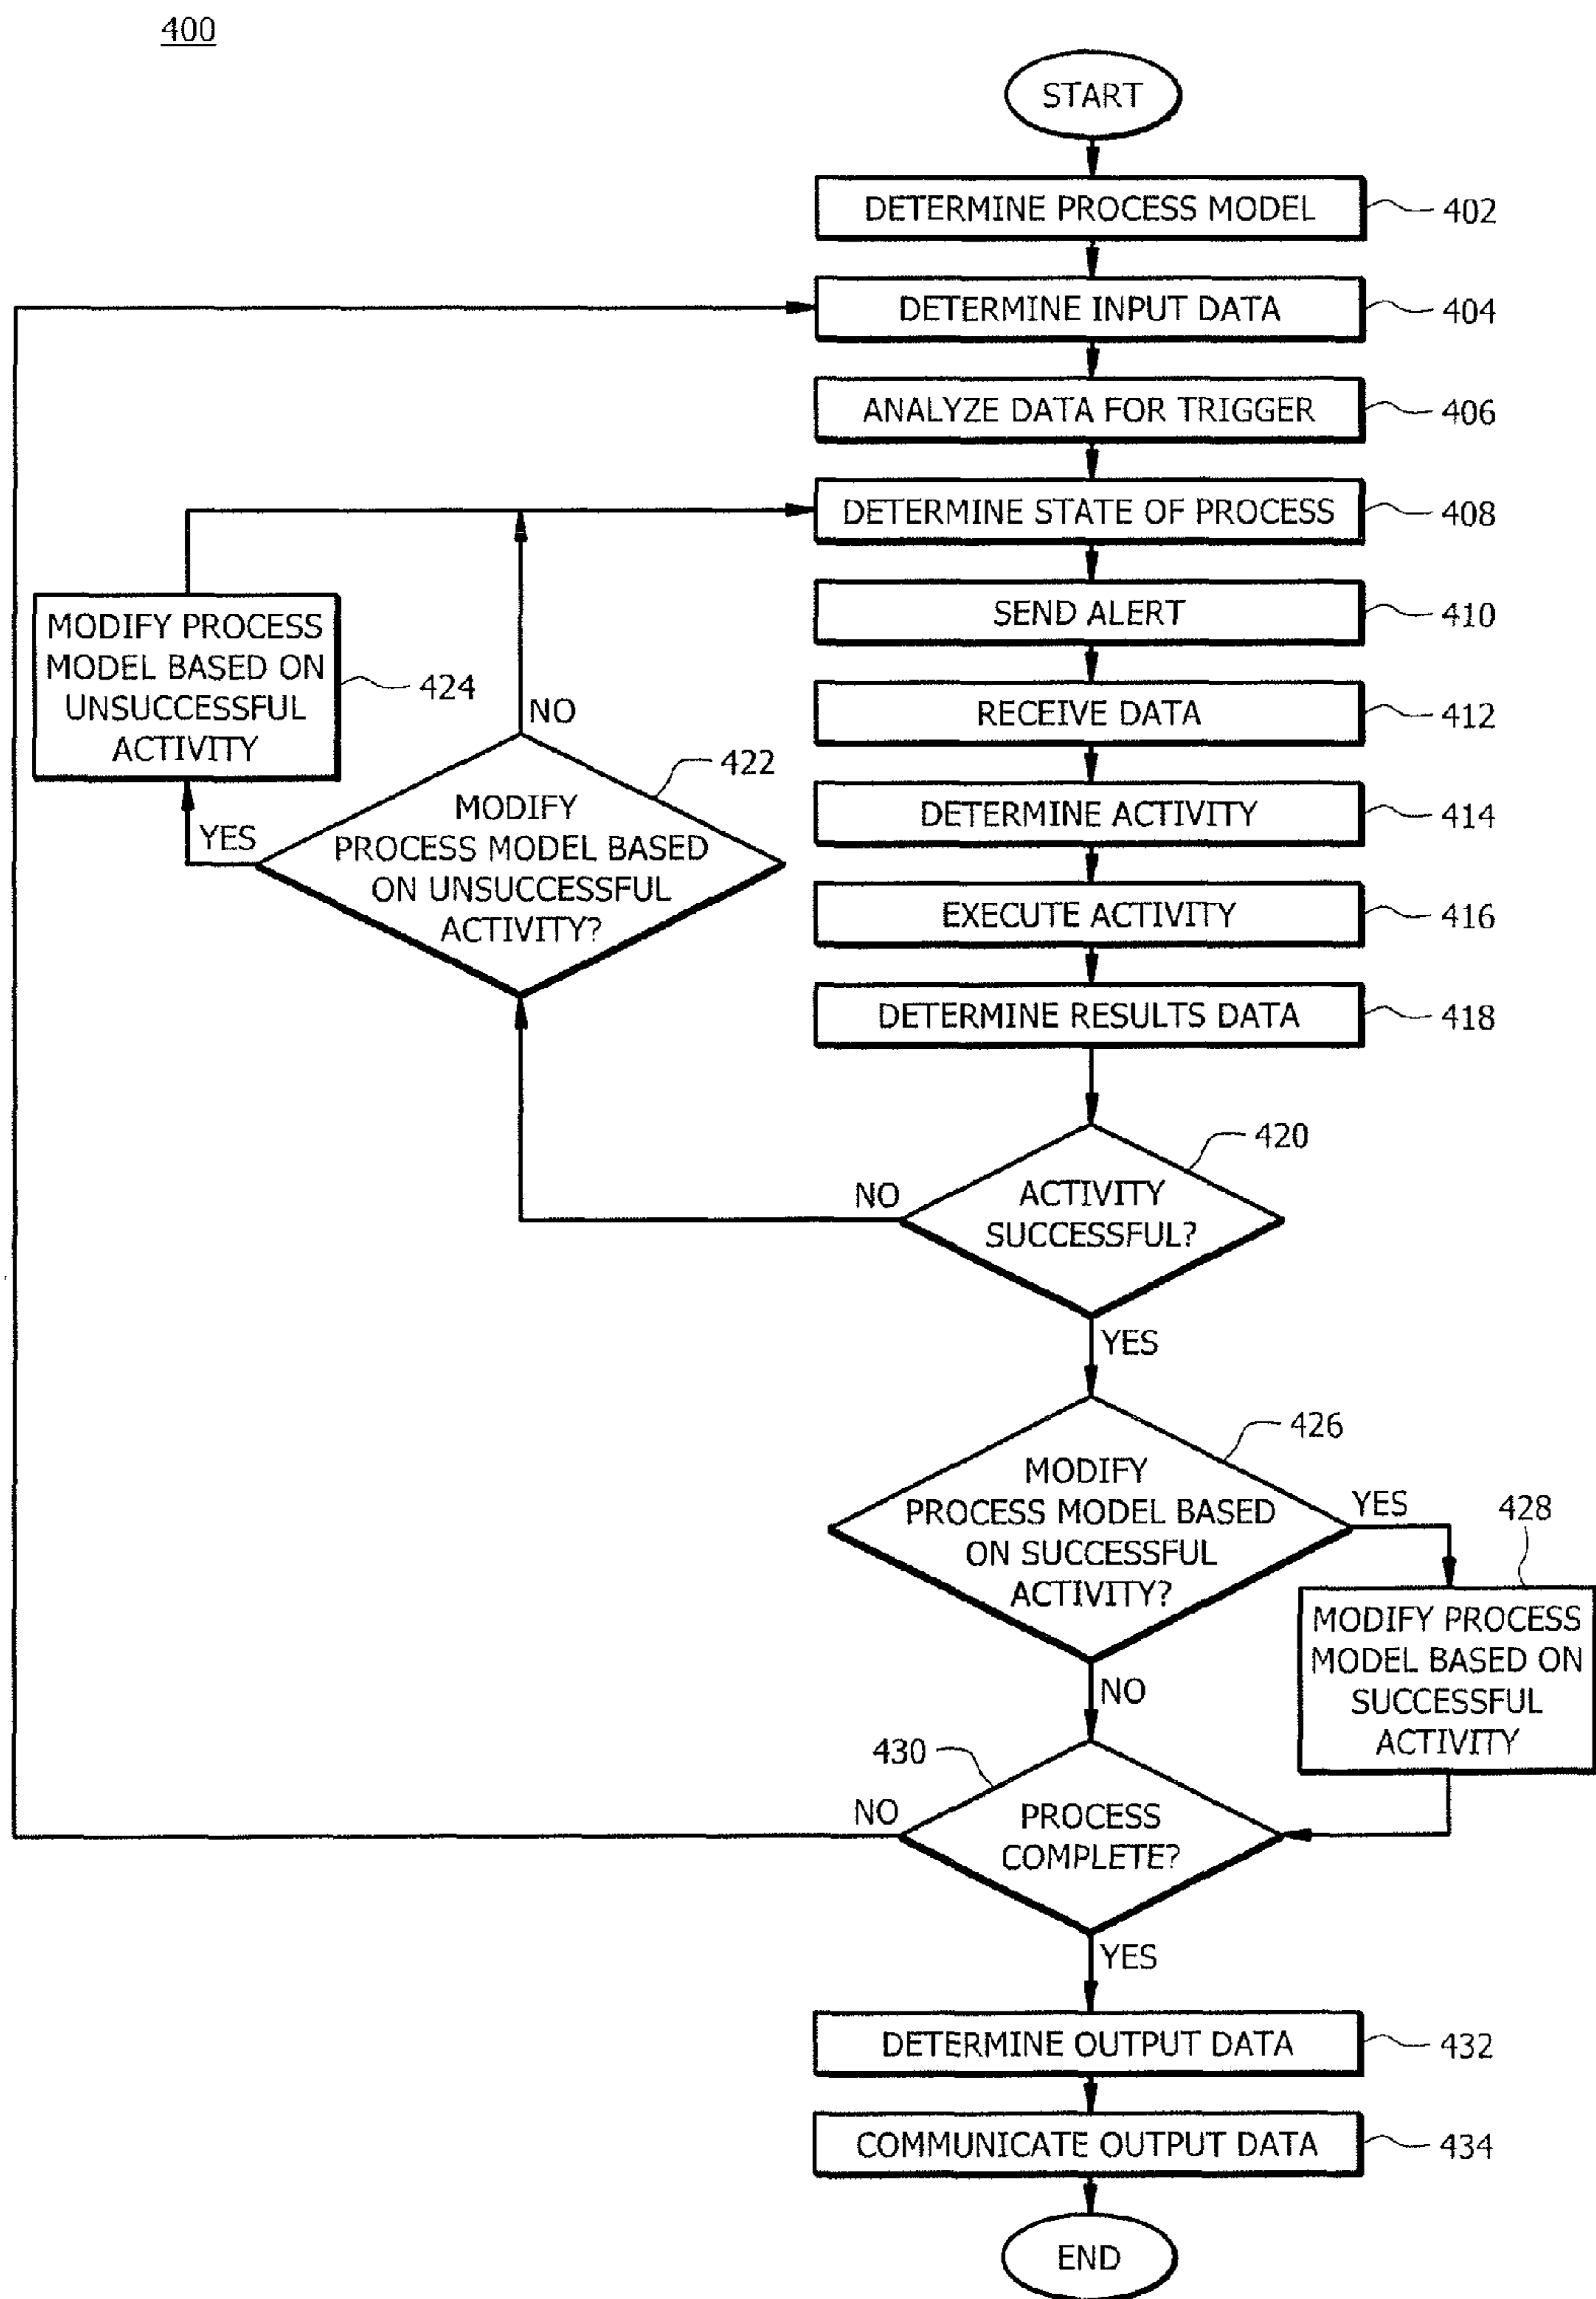 400
START
DETERMINE PROCESS MODEL
402
DETERMINE INPUT DATA
404
ANALYZE DATA FOR TRIGGER
406
DETERMINE STATE OF PROCESS
408
SEND ALERT
410
RECEIVE DATA
412
DETERMINE ACTIVITY
414
EXECUTE ACTIVITY
416
DETERMINE RESULTS DATA
418
ACTIVITY
SUCCESSFUL?
420
NO
YES
MODIFY
PROCESS MODEL BASED
ON UNSUCCESSFUL
ACTIVITY?
422
NO
YES
MODIFY PROCESS
MODEL BASED ON
UNSUCCESSFUL
ACTIVITY
424
MODIFY
PROCESS MODEL BASED
ON SUCCESSFUL
ACTIVITY?
426
YES
NO
428
MODIFY PROCESS
MODEL BASED ON
SUCCESSFUL
ACTIVITY
430
PROCESS
COMPLETE?
NO
YES
DETERMINE OUTPUT DATA
432
COMMUNICATE OUTPUT DATA
434
END